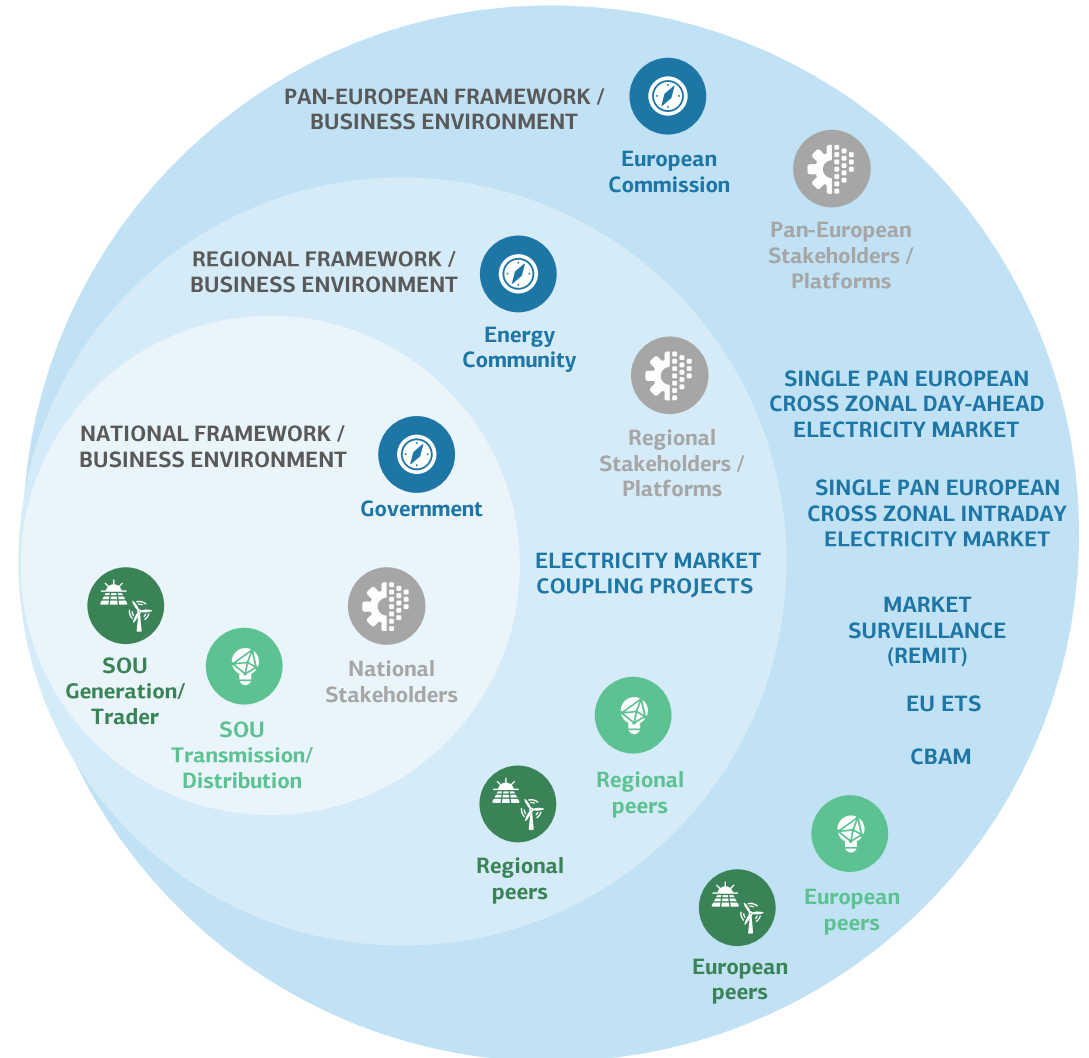 PAN-EUROPEAN FRAMEWORK /
BUSINESS ENVIRONMENT
European
Commission
Pan-European
Stakeholders /
Platforms
REGIONAL FRAMEWORK /
BUSINESS ENVIRONMENT
Energy
Community
Regional
Stakeholders /
Platforms
SINGLE PAN EUROPEAN
CROSS ZONAL DAY-AHEAD
ELECTRICITY MARKET
NATIONAL FRAMEWORK /
BUSINESS ENVIRONMENT
Government
SINGLE PAN EUROPEAN
CROSS ZONAL INTRADAY
ELECTRICITY MARKET
ELECTRICITY MARKET
COUPLING PROJECTS
MARKET
SURVEILLANCE
(REMIT)
EU ETS
CBAM
SOU
Generation/
Trader
SOU
Transmission/
Distribution
National
Stakeholders
Regional
peers
Regional
peers
European
peers
European
peers